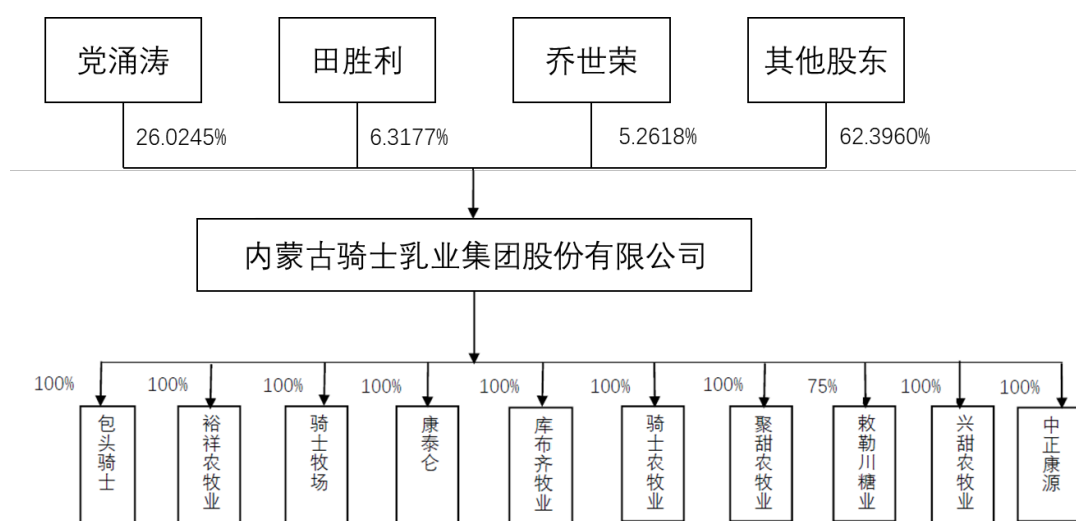 党涌涛
田胜利
乔世荣
其他股东
26.0245%
6.3177%
5.2618%
62.3960%
内蒙古骑士乳业集团股份有限公司
100%
100%
100%
100%
100%
100%
100%
75%
100%
100%
包头骑士
裕祥农牧业
骑士牧场
康泰仑
库布齐牧业
骑士农牧业
聚甜农牧业
敕勒川糖业
兴甜农牧业
中正康源